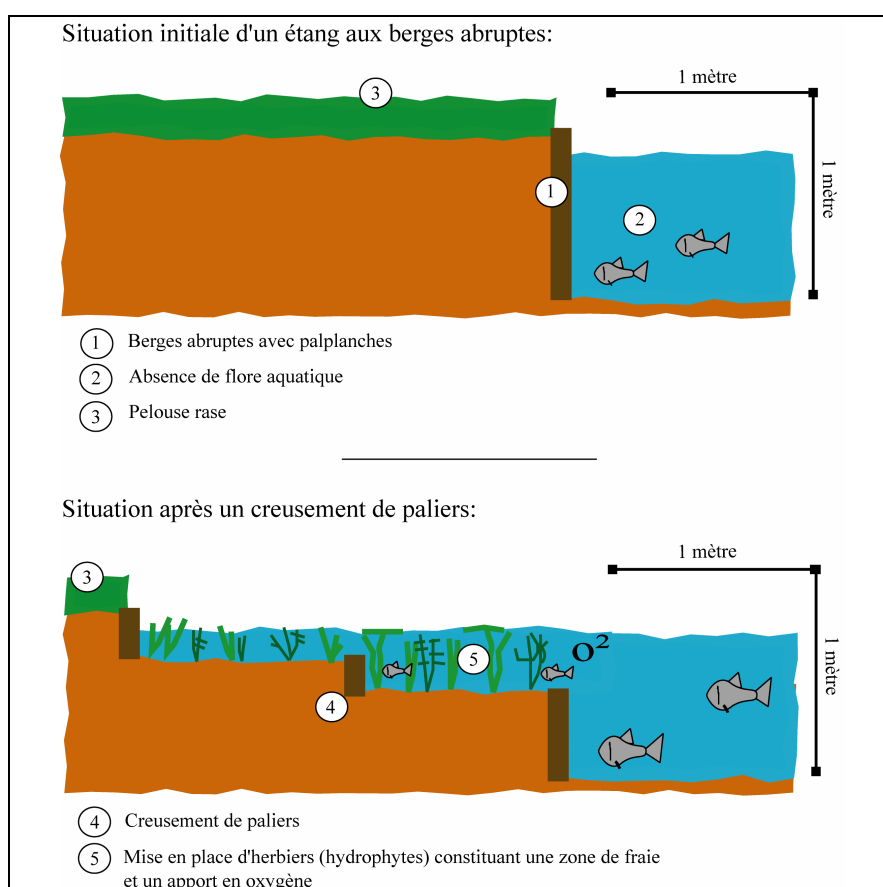 Situation initiale d'un étang aux berges abruptes:
1 mètre
3
1 mètre
1
2
1 Berges abruptes avec palplanches
2 Absence de flore aquatique
3 Pelouse rase
Situation après un creusement de paliers:
1 mètre
3
O²
1 mètre
5
4
4 Creusement de paliers
5 Mise en place d'herbiers (hydrophytes) constituant une zone de fraie
et un apport en oxygène